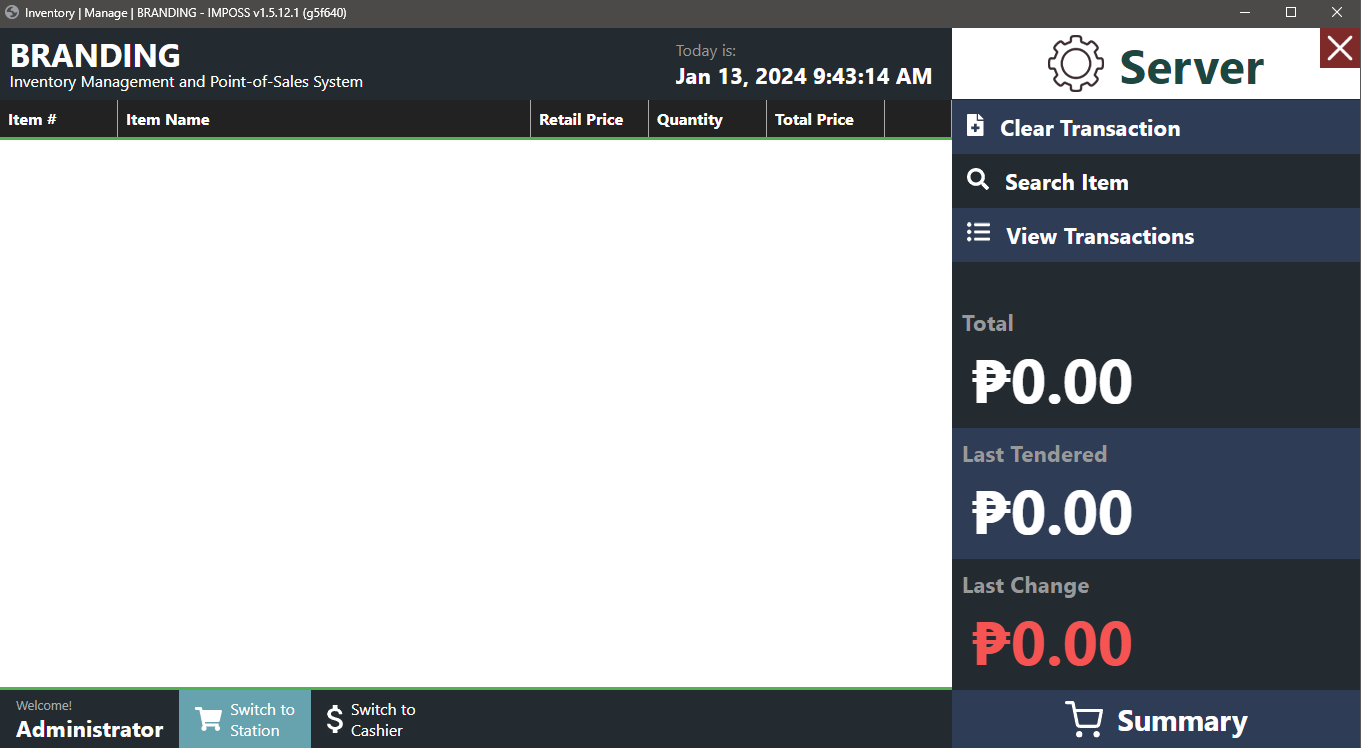 Inventory | Manage | BRANDING - IMPOSS v1.5.12.1 (g5f640)
BRANDING
Inventory Management and Point-of-Sales System
Today is:
Jan 13, 2024 9:43:14 AM
Server
Item # Item Name Retail Price Quantity Total Price
Clear Transaction
Search Item
View Transactions
Total
₱0.00
Last Tendered
₱0.00
Last Change
₱0.00
Welcome!
Administrator
Switch to
Station
Switch to
Cashier
Summary